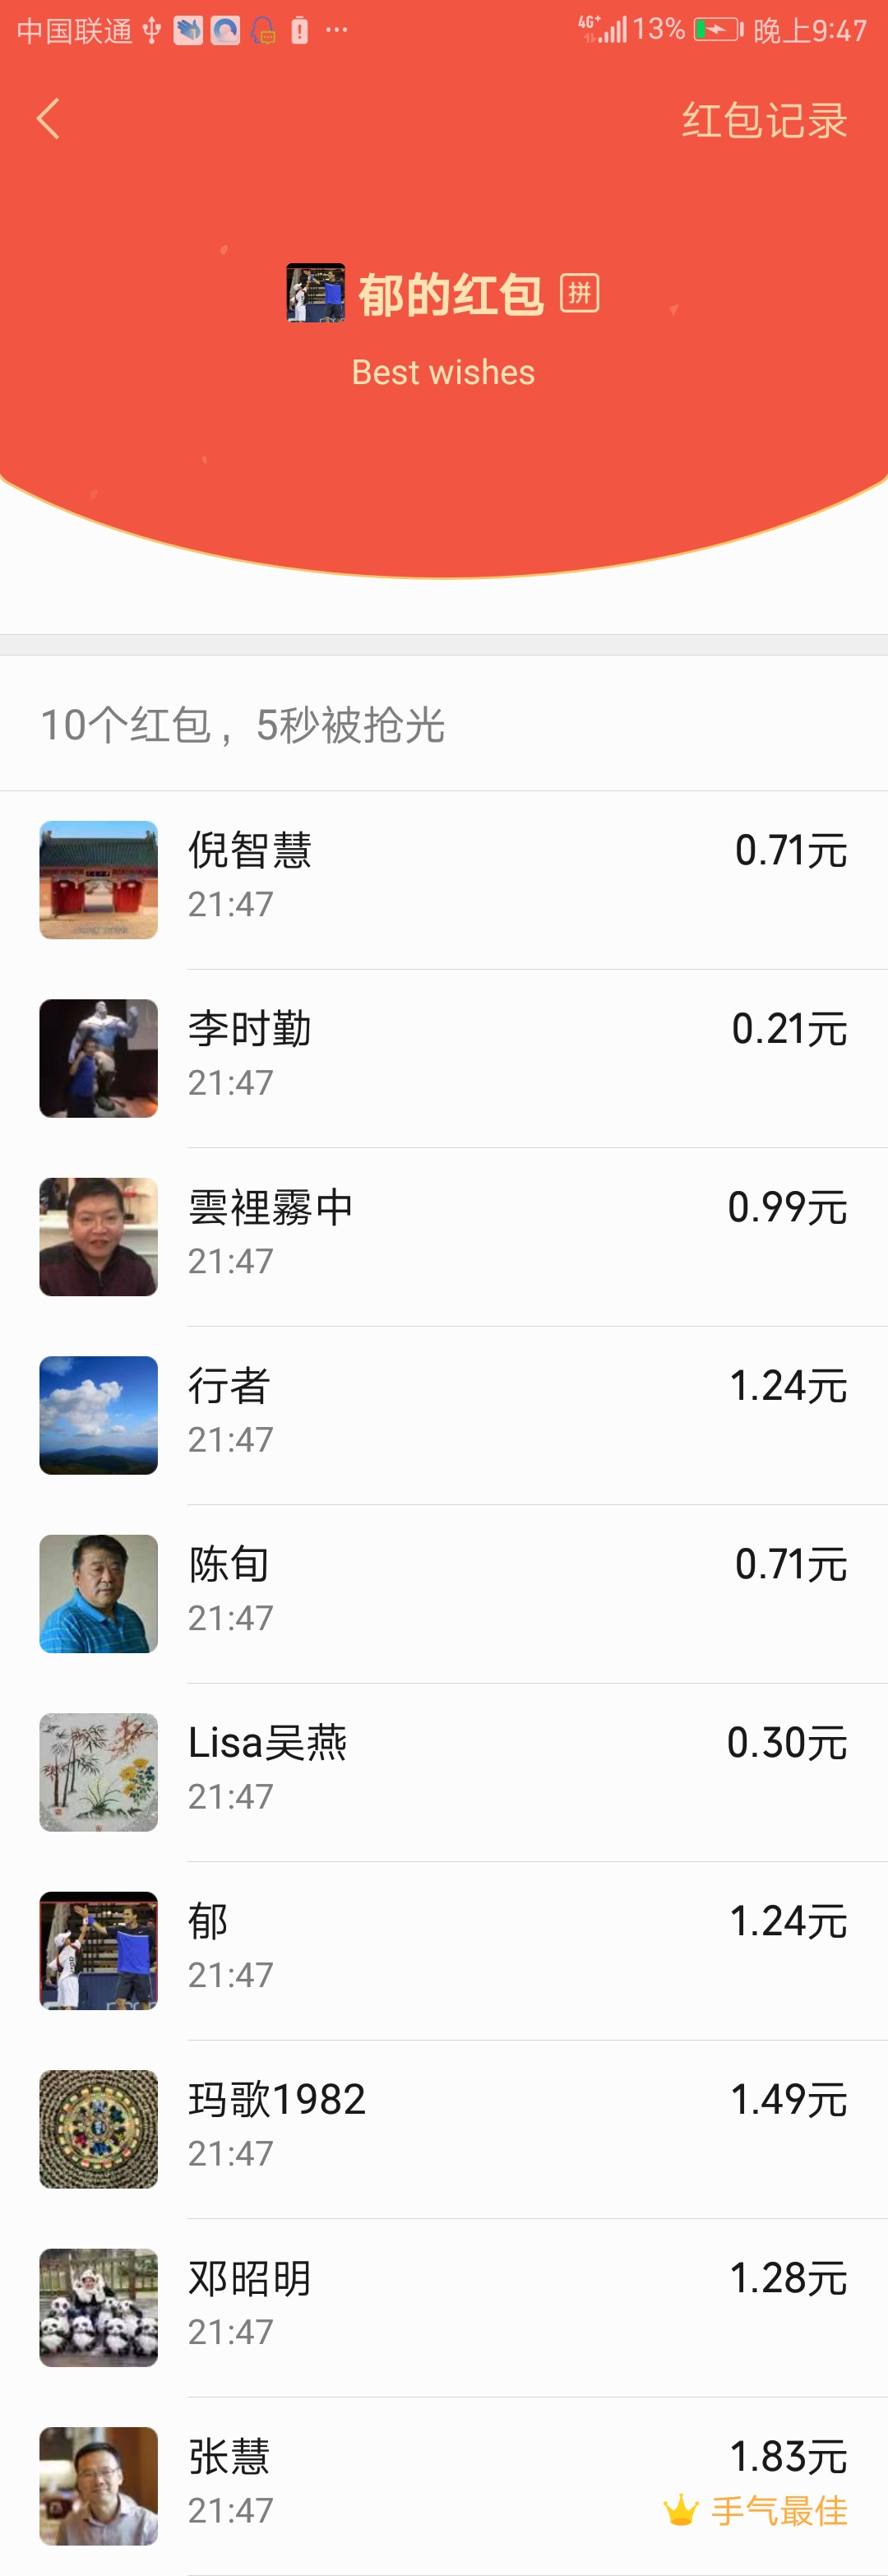 中国联通 4G+ 13% 晚上9:47
红包记录
郁的红包 拼
Best wishes
10个红包，5秒被抢光
倪智慧 0.71元
21:47
李时勤 0.21元
21:47
雲裡霧中 0.99元
21:47
行者 1.24元
21:47
陈旬 0.71元
21:47
Lisa吴燕 0.30元
21:47
郁 1.24元
21:47
玛歌1982 1.49元
21:47
邓昭明 1.28元
21:47
张慧 1.83元
21:47 手气最佳